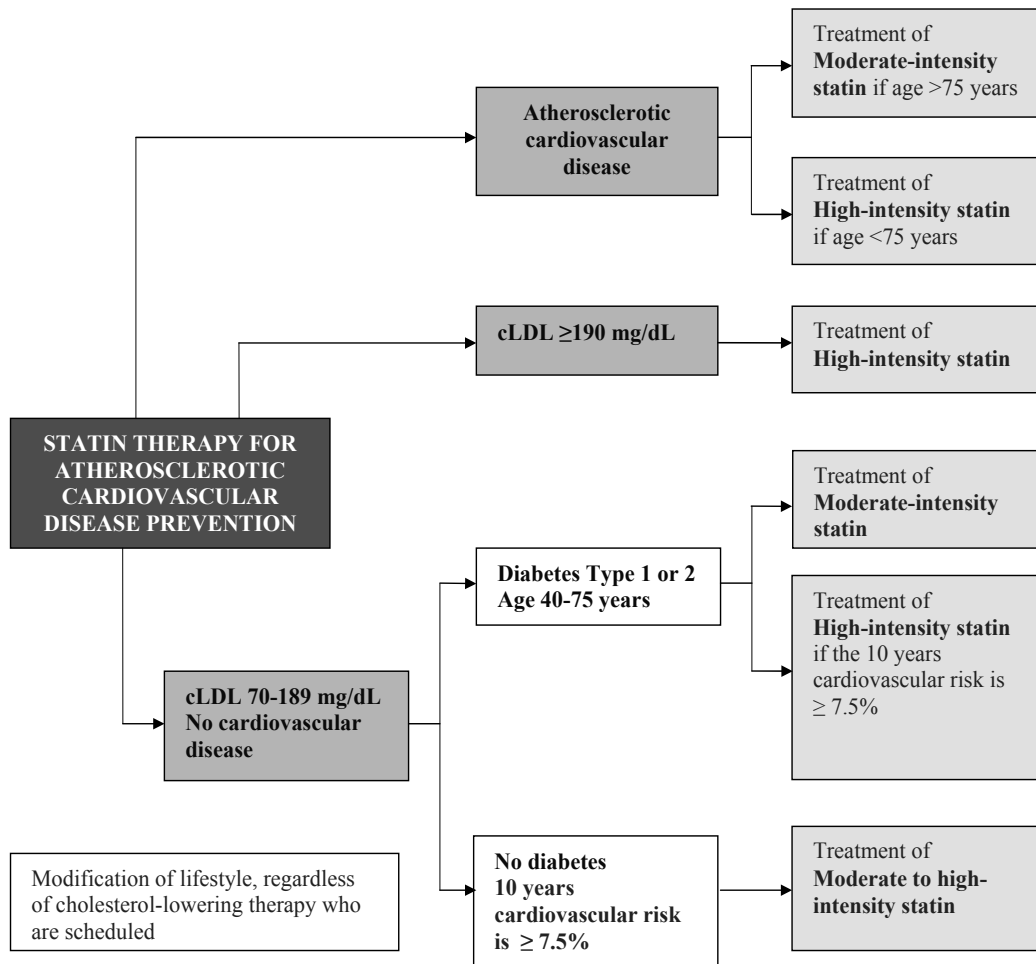 Treatment of
Moderate-intensity
statin if age >75 years
Atherosclerotic
cardiovascular
disease
Treatment of
High-intensity statin
if age <75 years
cLDL ≥190 mg/dL
Treatment of
High-intensity statin
STATIN THERAPY FOR
ATHEROSCLEROTIC
CARDIOVASCULAR
DISEASE PREVENTION
Treatment of
Moderate-intensity
statin
Diabetes Type 1 or 2
Age 40-75 years
Treatment of
High-intensity statin
if the 10 years
cardiovascular risk is
≥ 7.5%
cLDL 70-189 mg/dL
No cardiovascular
disease
No diabetes
10 years
cardiovascular risk
is ≥ 7.5%
Treatment of
Moderate to high-
intensity statin
Modification of lifestyle, regardless
of cholesterol-lowering therapy who
are scheduled